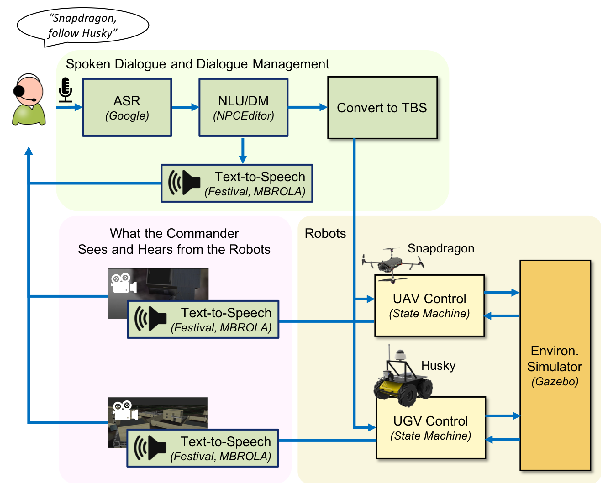 “Snapdragon,
follow Husky”
Spoken Dialogue and Dialogue Management
ASR
(Google)
NLU/DM
(NPCEditor)
Convert to TBS
Text-to-Speech
(Festival, MBROLA)
What the Commander
Sees and Hears from the Robots
Robots
Snapdragon
Text-to-Speech
(Festival, MBROLA)
UAV Control
(State Machine)
Husky
Environ.
Simulator
(Gazebo)
Text-to-Speech
(Festival, MBROLA)
UGV Control
(State Machine)